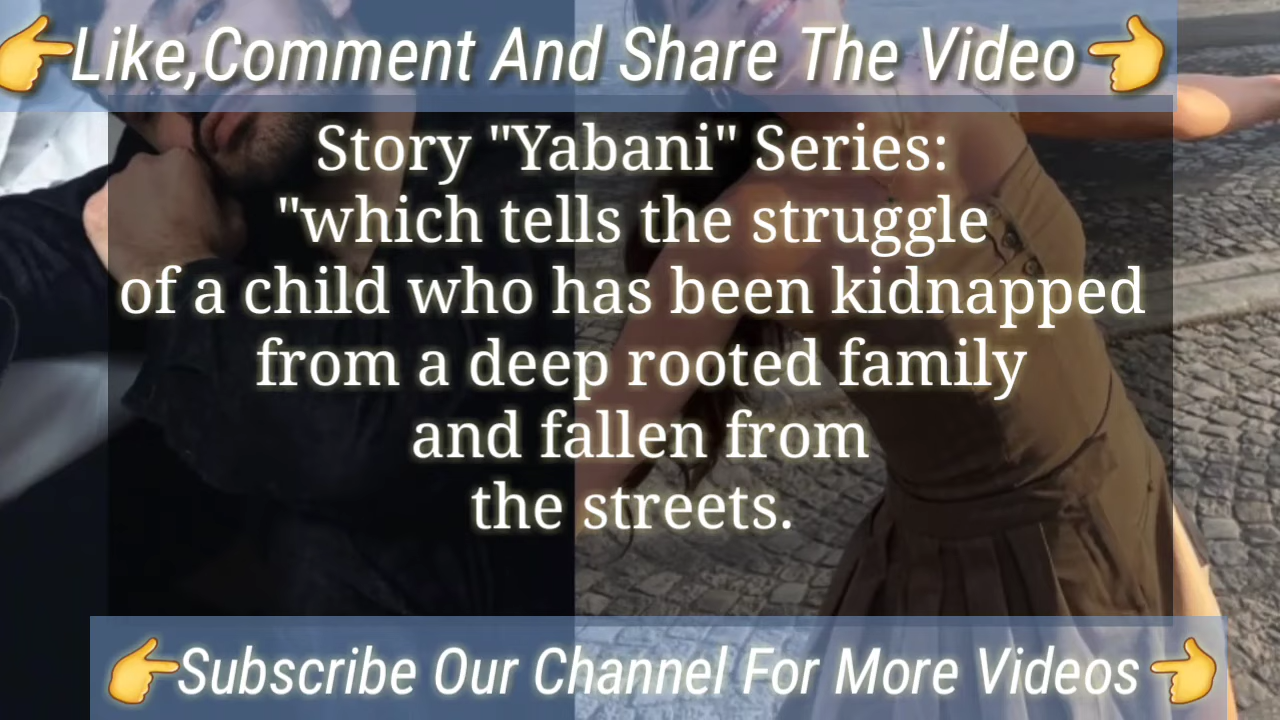 👉Like,Comment And Share The Video👈
Story "Yabani" Series:
"which tells the struggle
of a child who has been kidnapped
from a deep rooted family
and fallen from
the streets.
👉Subscribe Our Channel For More Videos👈